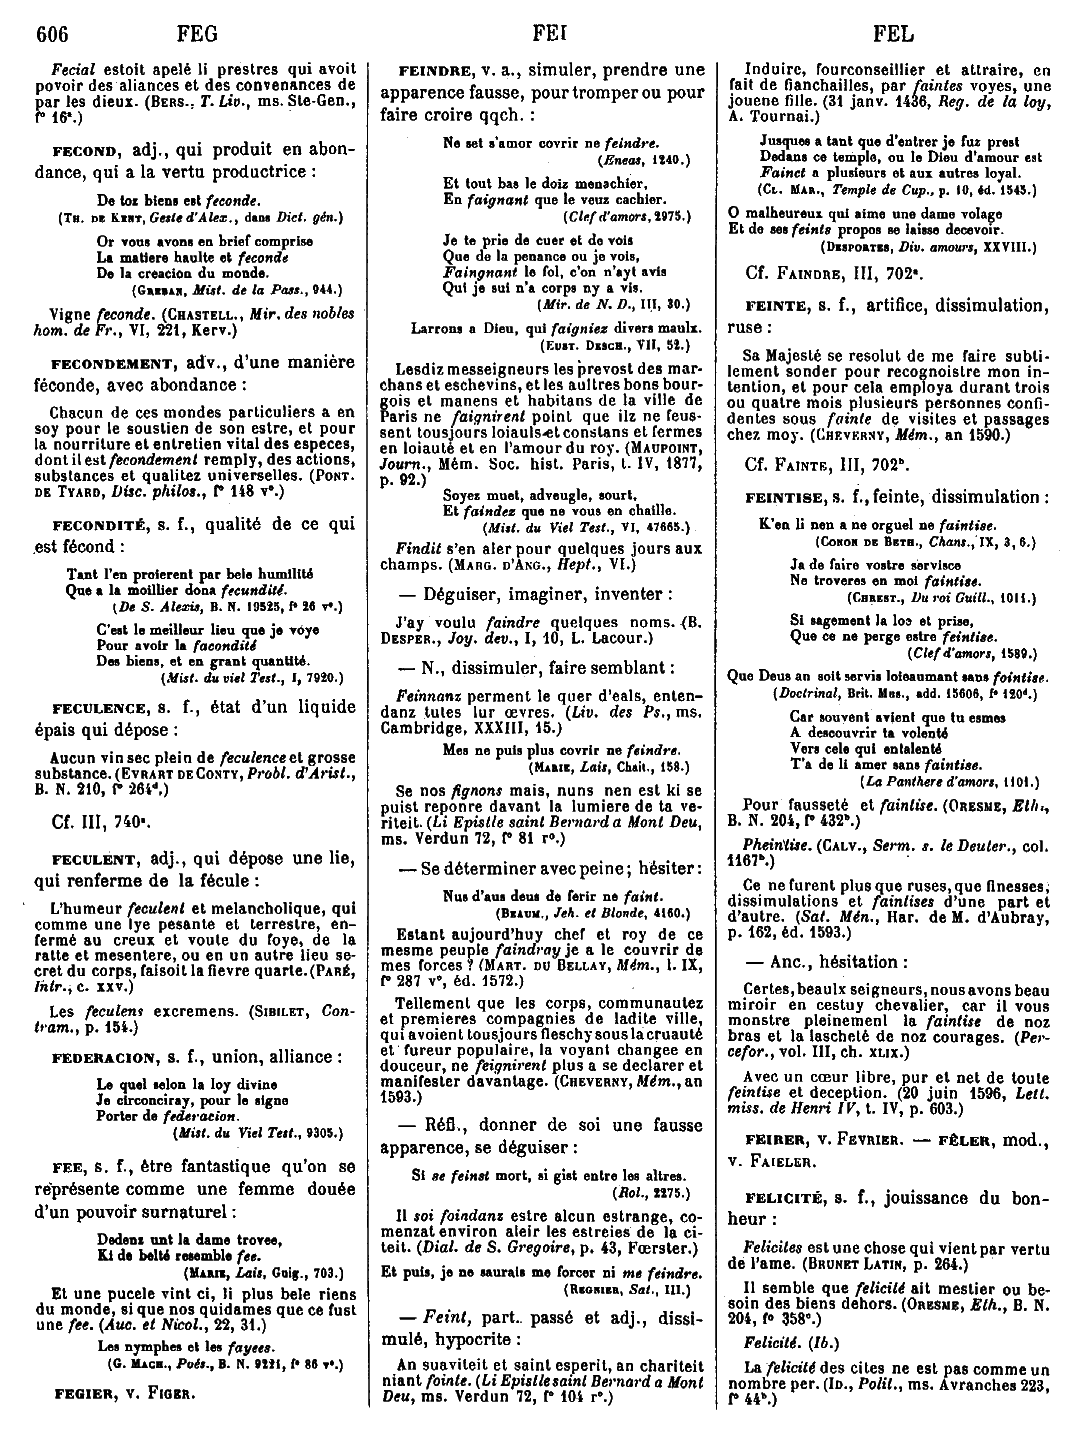 606 FEG FEI FEL
Fecial estoit apelé li prestres qui avoit
povoir des aliances et des convenances de
par les dieux. (BERS., T. Liv., ms. Ste-Gen.,
f° 16ª.)
FECOND, adj., qui produit en abon-
dance, qui a la vertu productrice :
De toz biens est feconde.
(TH. DE KENT, Geste d'Alex., dans Dict. gén.)
Or vous avons en brief comprise
La matiere haulte et feconde
De la creacion du monde.
(GREBAN, Mist. de la Pass., 944.)
Vigne feconde. (CHASTELL., Mir. des nobles
hom. de Fr., VI, 221, Kerv.)
FECONDEMENT, adv., d'une manière
féconde, avec abondance :
Chacun de ces mondes particuliers a en
soy pour le soustien de son estre, et pour
la nourriture et entretien vital des especes,
dont il est fecondement remply, des actions,
substances et qualitez universelles. (PONT.
DE TYARD, Disc. philos., f° 148 v°.)
FECONDITÉ, s. f., qualité de ce qui
est fécond :
Tant l'en proierent par bele humilité
Que a la moillier dona fecundité.
(De S. Alexis, B. N. 19525, f° 26 v°.)
C'est le meilleur lieu que je voye
Pour avoir la facondité
Des biens, et en grant quantité.
(Mist. du viel Test., I, 7920.)
FECULENCE, s. f., état d'un liquide
épais qui dépose :
Aucun vin sec plein de feculence et grosse
substance. (EVRART DE CONTY, Probl. d'Arist.,
B. N. 210, f° 264ᵈ.)
Cf. III, 740ª.
FECULENT, adj., qui dépose une lie,
qui renferme de la fécule :
L'humeur feculent et melancholique, qui
comme une lye pesante et terrestre, en-
fermé au creux et voute du foye, de la
ratte et mesentere, ou en un autre lieu se-
cret du corps, faisoit la fievre quarte. (PARÉ,
Intr., c. XXV.)
Les feculens excremens. (SIBILET, Con-
tram., p. 154.)
FEDERACION, s. f., union, alliance :
Le quel selon la loy divine
Je circonciray, pour le signe
Porter de federacion.
(Mist. du Viel Test., 9305.)
FEE, s. f., être fantastique qu'on se
représente comme une femme douée
d'un pouvoir surnaturel :
Dedenz unt la dame trovee,
Ki de belté resemble fee.
(MARIE, Lais, Guig., 703.)
Et une pucele vint ci, li plus bele riens
du monde, si que nos quidames que ce fust
une fee. (Auc. et Nicol., 22, 31.)
Les nymphes et les fayees.
(G. MACH., Poés., B. N. 9221, f° 86 v°.)
FEGIER, v. FIGER.
FEINDRE, v. a., simuler, prendre une
apparence fausse, pour tromper ou pour
faire croire qqch. :
Ne set s'amor covrir ne feindre.
(Eneas, 1240.)
Et tout bas le doiz menachier,
En faignant que le veuz cachier.
(Clef d'amors, 2975.)
Je te prie de cuer et de vois
Que de la penance ou je vois,
Faingnant le fol, c'on n'ayt avis
Qui je sui n'a corps ny a vis.
(Mir. de N. D., III, 30.)
Larrons a Dieu, qui faigniez divers maulx.
(EUST. DESCH., VII, 52.)
Lesdiz messeigneurs les prevost des mar-
chans et eschevins, et les aultres bons bour-
gois et manens et habitans de la ville de
Paris ne faignirent point que ilz ne feus-
sent tousjours loiauls et constans et fermes
en loiauté et en l'amour du roy. (MAUPOINT,
Journ., Mém. Soc. hist. Paris, t. IV, 1877,
p. 92.)
Soyez muet, adveugle, sourt,
Et faindez que ne vous en chaille.
(Mist. du Viel Test., VI, 47665.)
Findit s'en aler pour quelques jours aux
champs. (MARG. D'ANG., Hept., VI.)
— Déguiser, imaginer, inventer :
J'ay voulu faindre quelques noms. (B.
DESPER., Joy. dev., I, 10, L. Lacour.)
— N., dissimuler, faire semblant :
Feinnanz perment le quer d'eals, enten-
danz tutes lur œvres. (Liv. des Ps., ms.
Cambridge, XXXIII, 15.)
Mes ne puis plus covrir ne feindre.
(MARIE, Lais, Chait., 158.)
Se nos fignons mais, nuns nen est ki se
puist reponre davant la lumiere de ta ve-
riteit. (Li Epistle saint Bernard a Mont Deu,
ms. Verdun 72, f° 81 r°.)
— Se déterminer avec peine; hésiter :
Nus d'aus deus de ferir ne faint.
(BEAUM., Jeh. et Blonde, 4160.)
Estant aujourd'huy chef et roy de ce
mesme peuple faindray je a le couvrir de
mes forces ? (MART. DU BELLAY, Mém., l. IX,
f° 287 v°, éd. 1572.)
Tellement que les corps, communautez
et premieres compagnies de ladite ville,
qui avoient tousjours fleschy sous la cruauté
et fureur populaire, la voyant changee en
douceur, ne feignirent plus a se declarer et
manifester davantage. (CHEVERNY, Mém., an
1593.)
— Réfl., donner de soi une fausse
apparence, se déguiser :
Si se feinst mort, si gist entre les altres.
(Rol., 2275.)
Il soi foindanz estre alcun estrange, co-
menzat environ aleir les estreies de la ci-
teit. (Dial. de S. Gregoire, p. 43, Fœrster.)
Et puis, je ne saurais me forcer ni me feindre.
(REGNIER, Sat., III.)
— Feint, part. passé et adj., dissi-
mulé, hypocrite :
An suaviteit et saint esperit, an chariteit
niant fointe. (Li Epistle saint Bernard a Mont
Deu, ms. Verdun 72, f° 104 r°.)
Induire, fourconseillier et attraire, en
fait de fianchailles, par faintes voyes, une
jouene fille. (31 janv. 1436, Reg. de la loy,
A. Tournai.)
Jusques a tant que d'entrer je fuz prest
Dedans ce temple, ou le Dieu d'amour est
Fainct a plusieurs et aux autres loyal.
(CL. MAR., Temple de Cup., p. 10, éd. 1545.)
O malheureux qui aime une dame volage
Et de ses feints propos se laisse decevoir.
(DESPORTES, Div. amours, XXVIII.)
Cf. FAINDRE, III, 702ª.
FEINTE, s. f., artifice, dissimulation,
ruse :
Sa Majesté se resolut de me faire subti-
lement sonder pour recognoistre mon in-
tention, et pour cela employa durant trois
ou quatre mois plusieurs personnes confi-
dentes sous fainte de visites et passages
chez moy. (CHEVERNY, Mém., an 1590.)
Cf. FAINTE, III, 702ᵇ.
FEINTISE, s. f., feinte, dissimulation :
K'en li nen a ne orguel ne faintise.
(CONON DE BETH., Chans., IX, 3, 6.)
Ja de faire vostre servisce
Ne troveres en moi faintise.
(CHREST., Du roi Guill., 1011.)
Si sagement la los et prise,
Que ce ne perge estre feintise.
(Clef d'amors, 1589.)
Que Deus an soit servis loieaumant sans fointise.
(Doctrinal, Brit. Mus., add. 15606, f° 120ᵈ.)
Car souvent avient que tu esmes
A descouvrir ta volenté
Vers cele qui entalenté
T'a de li amer sans faintise.
(La Panthere d'amors, 1101.)
Pour fausseté et faintise. (ORESME, Eth.,
B. N. 204, f° 432ᵇ.)
Pheintise. (CALV., Serm. s. le Deuter., col.
1167ᵇ.)
Ce ne furent plus que ruses, que finesses,
dissimulations et faintises d'une part et
d'autre. (Sat. Mén., Har. de M. d'Aubray,
p. 162, éd. 1593.)
— Anc., hésitation :
Certes, beaulx seigneurs, nous avons beau
miroir en cestuy chevalier, car il vous
monstre pleinement la faintise de noz
bras et la lascheté de noz courages. (Per-
cefor., vol. III, ch. XLIX.)
Avec un cœur libre, pur et net de toute
feintise et deception. (20 juin 1596, Lett.
miss. de Henri IV, t. IV, p. 603.)
FEIRER, v. FEVRIER. — FÊLER, mod.,
v. FAIELER.
FELICITÉ, s. f., jouissance du bon-
heur :
Felicites est une chose qui vient par vertu
de l'ame. (BRUNET LATIN, p. 264.)
Il semble que felicité ait mestier ou be-
soin des biens dehors. (ORESME, Eth., B. N.
204, f° 358ᶜ.)
Felicité. (Ib.)
La felicité des cites ne est pas comme un
nombre per. (ID., Polit., ms. Avranches 223,
f° 44ᵇ.)